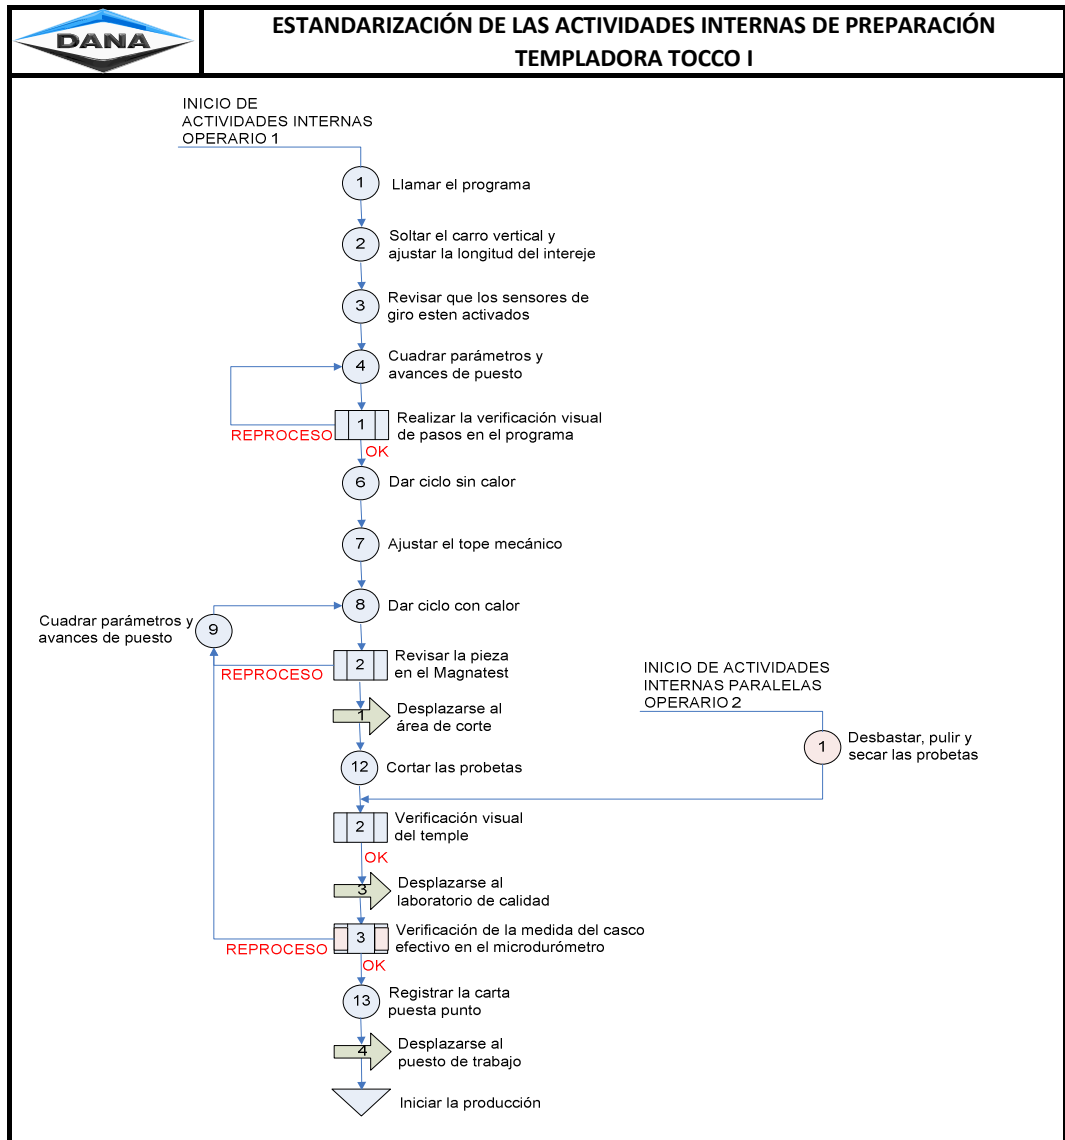 DANA
ESTANDARIZACIÓN DE LAS ACTIVIDADES INTERNAS DE PREPARACIÓN
TEMPLADORA TOCCO I
INICIO DE
ACTIVIDADES INTERNAS
OPERARIO 1
1
Llamar el programa
2
Soltar el carro vertical y
ajustar la longitud del intereje
3
Revisar que los sensores de
giro esten activados
4
Cuadrar parámetros y
avances de puesto
1
Realizar la verificación visual
de pasos en el programa
REPROCESO
OK
6
Dar ciclo sin calor
7
Ajustar el tope mecánico
8
Dar ciclo con calor
Cuadrar parámetros y
avances de puesto
9
2
Revisar la pieza
en el Magnatest
REPROCESO
INICIO DE ACTIVIDADES
INTERNAS PARALELAS
OPERARIO 2
1
Desplazarse al
área de corte
1
Desbastar, pulir y
secar las probetas
12
Cortar las probetas
2
Verificación visual
del temple
OK
3
Desplazarse al
laboratorio de calidad
3
Verificación de la medida del casco
efectivo en el microdurómetro
REPROCESO
OK
13
Registrar la carta
puesta punto
4
Desplazarse al
puesto de trabajo
Iniciar la producción